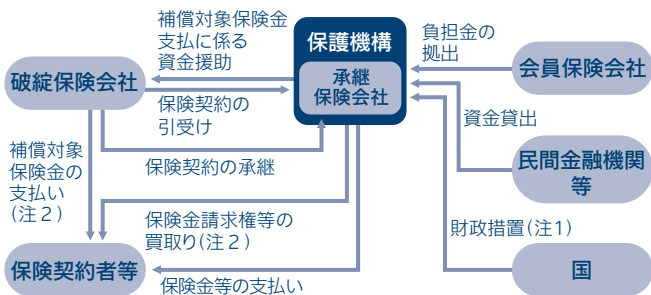 補償対象保険金
支払に係る
資金援助
保護機構
承継
保険会社
負担金の
拠出
会員保険会社
破綻保険会社
保険契約の
引受け
資金貸出
補償対象
保険金の
支払い
(注2)
保険契約の承継
民間金融機関
等
保険金請求権等の
買取り(注2)
財政措置(注1)
保険契約者等
保険金等の支払い
国